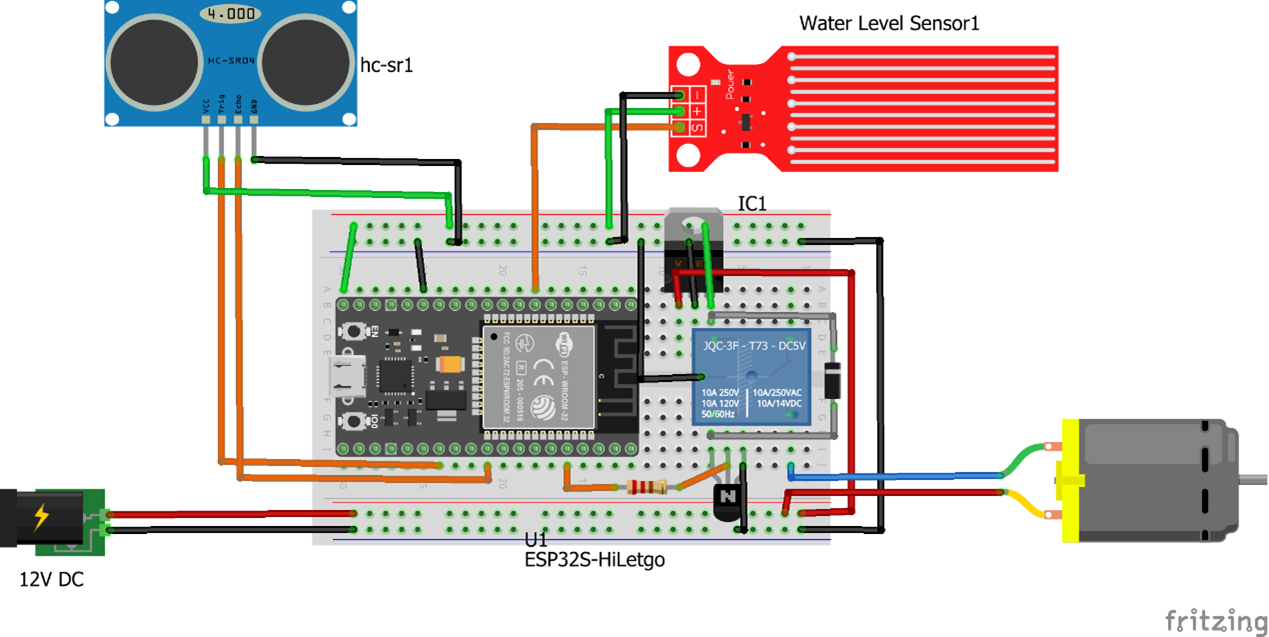 4.000
HC-SR04
VCC
Trig
Echo
GND
hc-sr1
Water Level Sensor1
Power
-
+
S
IC1
20
15
A
B
C
D
E
F
G
H
I
J
EN
IO0
WiFi
CE
ESP-WROOM-32
JQC-3F - T73 - DC5V
10A 250V
10A/250VAC
10A 120V
10A/14VDC
50/60Hz
N
12V DC
U1
ESP32S-HiLetgo
fritzing